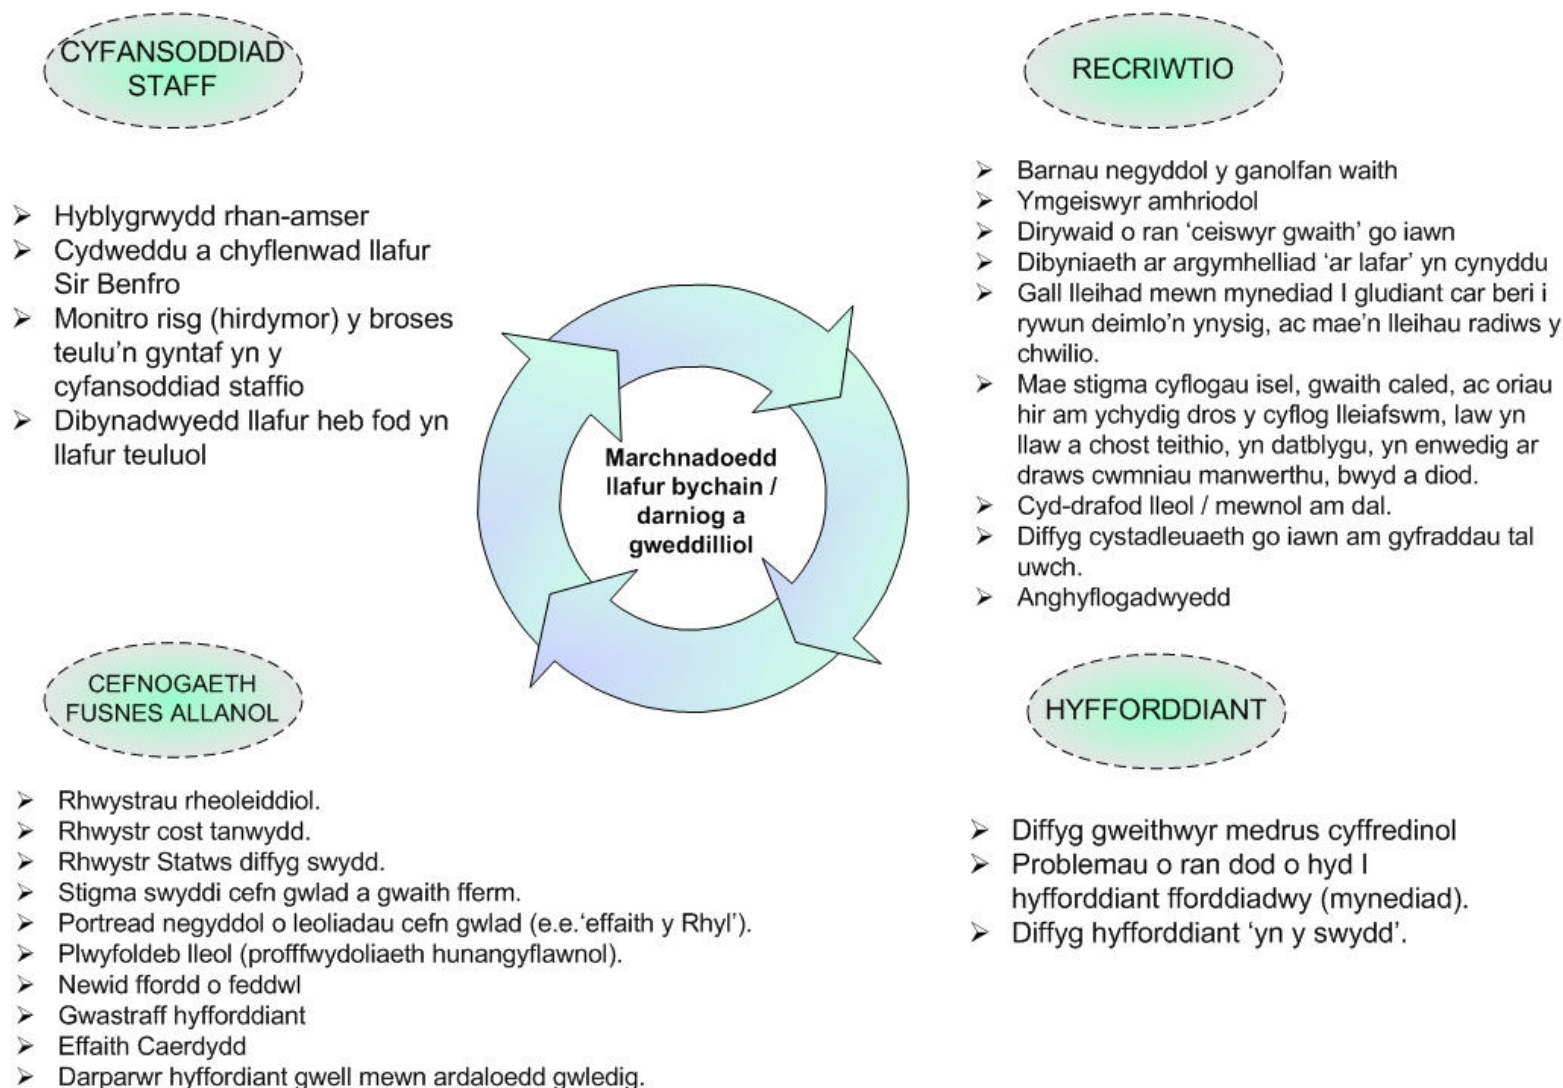 CYFANSODDIAD
STAFF
Hyblygrwydd rhan-amser
Cydweddu a chyflenwad llafur
Sir Benfro
Monitro risg (hirdymor) y broses
teulu'n gyntaf yn y
cyfansoddiad staffio
Dibynadwyedd llafur heb fod yn
llafur teuluol
RECRIWTIO
Barnau negyddol y ganolfan waith
Ymgeiswyr amhriodol
Dirywaid o ran ‘ceiswyr gwaith’ go iawn
Dibyniaeth ar argymhelliad ‘ar lafar’ yn cynyddu
Gall lleihad mewn mynediad I gludiant car beri i
rywun deimlo'n ynysig, ac mae'n lleihau radiws y
chwilio.
Mae stigma cyflogau isel, gwaith caled, ac oriau
hir am ychydig dros y cyflog lleiafswm, law yn
llaw a chost teithio, yn datblygu, yn enwedig ar
draws cwmniau manwerthu, bwyd a diod.
Cyd-drafod lleol / mewnol am dal.
Diffyg cystadleuaeth go iawn am gyfraddau tal
uwch.
Anghyflogadwyedd
Marchnadoedd
llafur bychain /
darniog a
gweddilliol
CEFNOGAETH
FUSNES ALLANOL
Rhwystrau rheoleiddiol.
Rhwystr cost tanwydd.
Rhwystr Statws diffyg swydd.
Stigma swyddi cefn gwlad a gwaith fferm.
Portread negyddol o leoliadau cefn gwlad (e.e.‘effaith y Rhyl’).
Plwyfoldeb lleol (profffwydoliaeth hunangyflawnol).
Newid ffordd o feddwl
Gwastraff hyfforddiant
Effaith Caerdydd
Darparwr hyffordiant gwell mewn ardaloedd gwledig.
HYFFORDDIANT
Diffyg gweithwyr medrus cyffredinol
Problemau o ran dod o hyd I
hyfforddiant fforddiadwy (mynediad).
Diffyg hyfforddiant ‘yn y swydd’.